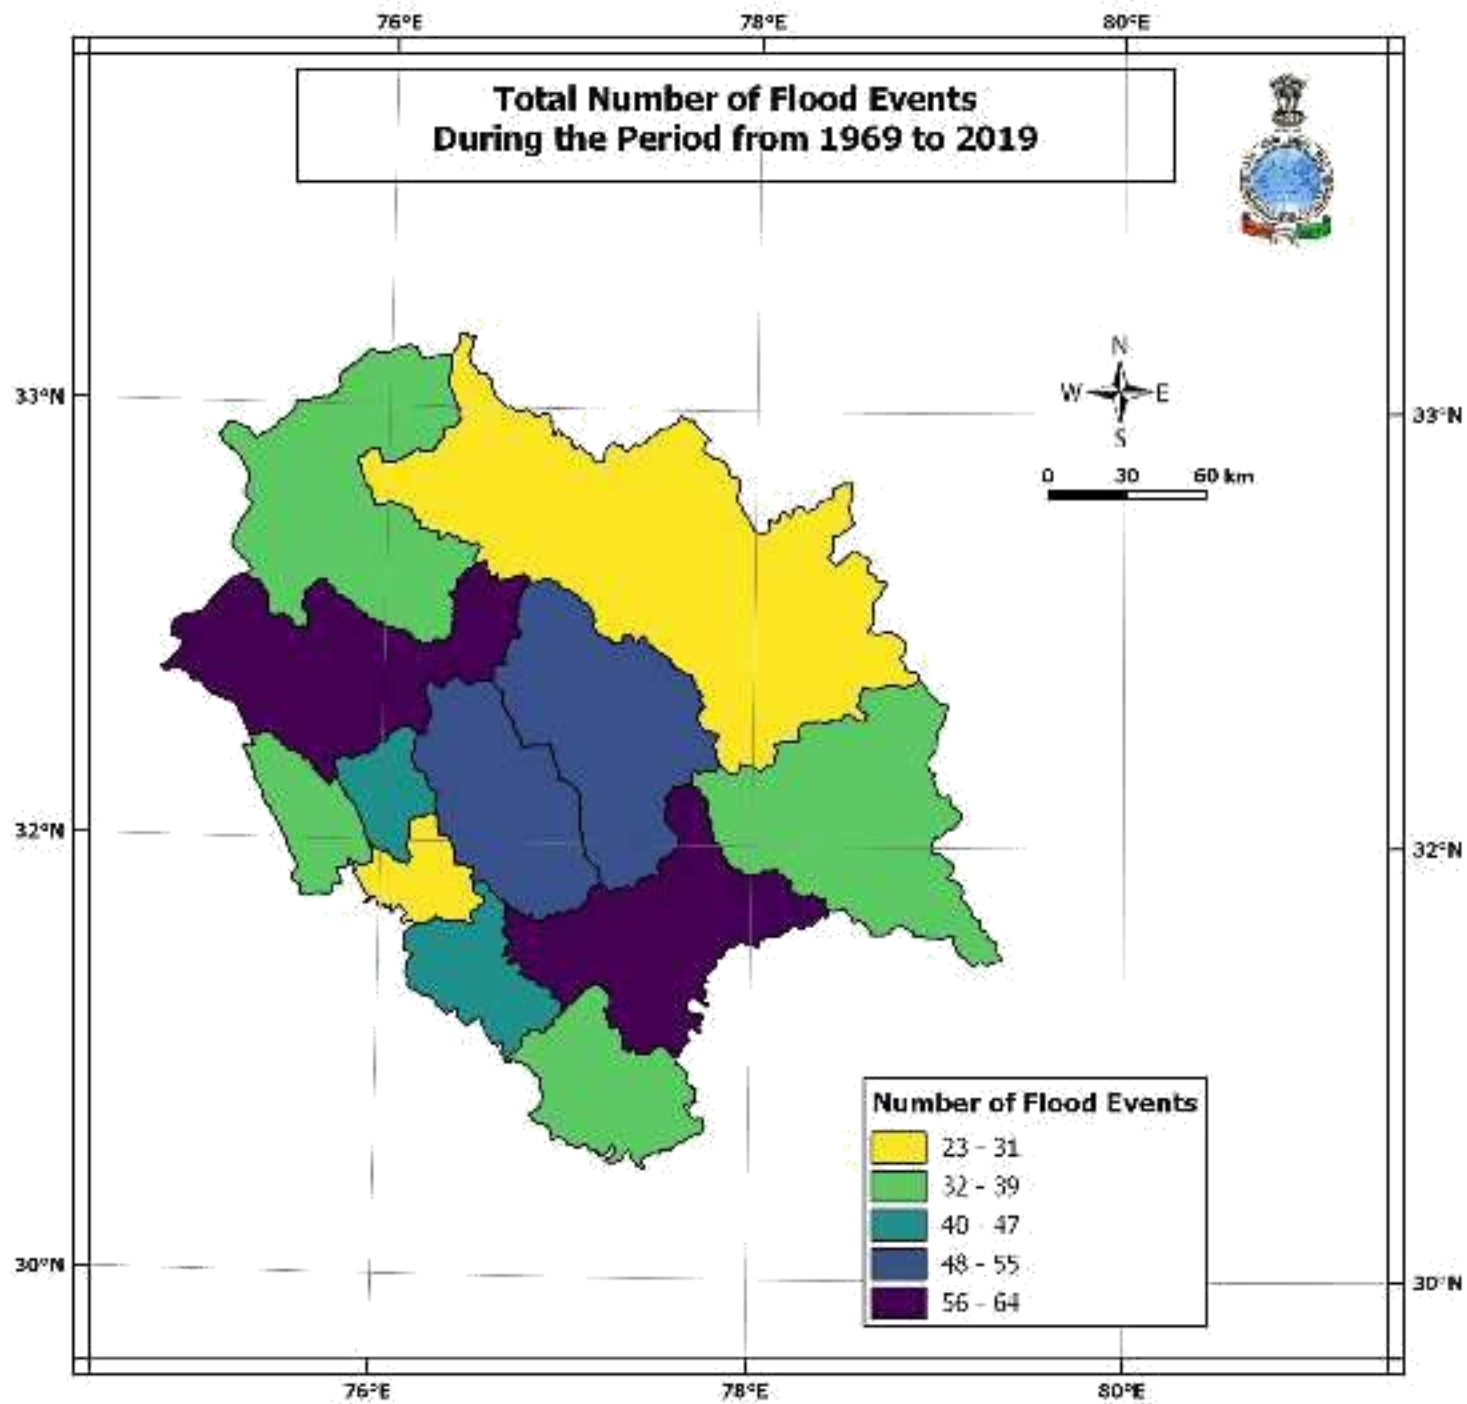 76°E 78°E 80°E
Total Number of Flood Events
During the Period from 1969 to 2019
N
W E
S
33°N 33°N
0 30 60 km
32°N 32°N
Number of Flood Events
23 - 31
32 - 39
40 - 47
48 - 55
56 - 64
30°N 30°N
76°E 78°E 80°E